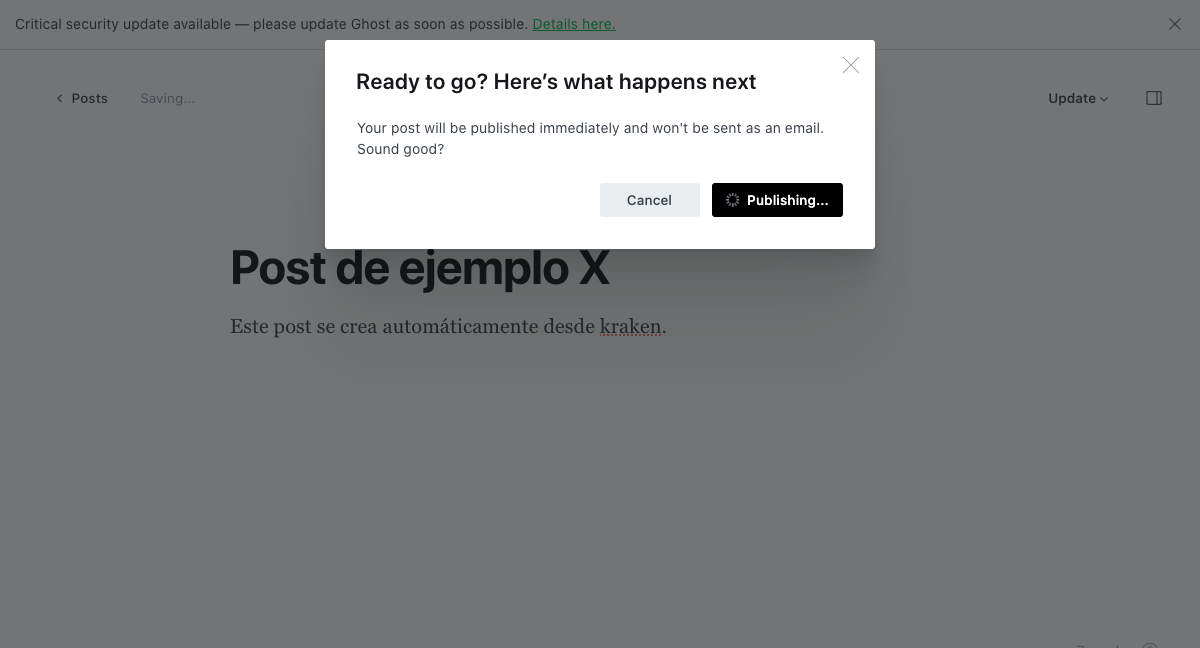 Critical security update available — please update Ghost as soon as possible. Details here.
Ready to go? Here’s what happens next
Posts
Saving...
Update
Your post will be published immediately and won't be sent as an email.
Sound good?
Cancel
Publishing...
Post de ejemplo X
Este post se crea automáticamente desde kraken.